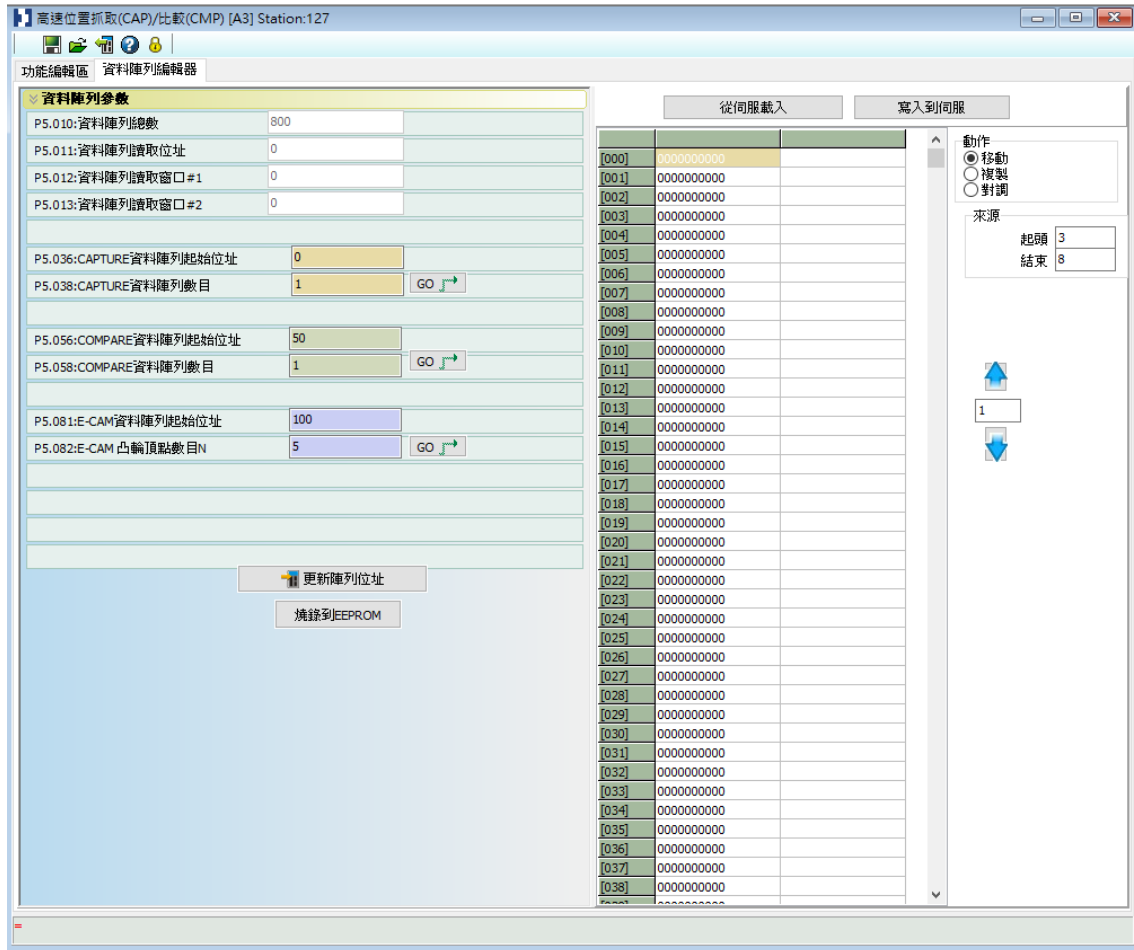 高速位置抓取(CAP)/比較(CMP) [A3] Station:127
功能編輯區 資料陣列編輯器
資料陣列參數
P5.010:資料陣列總數 800
P5.011:資料陣列讀取位址 0
P5.012:資料陣列讀取窗口#1 0
P5.013:資料陣列讀取窗口#2 0
P5.036:CAPTURE資料陣列起始位址 0
P5.038:CAPTURE資料陣列數目 1 GO
P5.056:COMPARE資料陣列起始位址 50
P5.058:COMPARE資料陣列數目 1 GO
P5.081:E-CAM資料陣列起始位址 100
P5.082:E-CAM 凸輪頂點數目N 5 GO
更新陣列位址
燒錄到EEPROM
從伺服載入 寫入到伺服
[000] 0000000000
[001] 0000000000
[002] 0000000000
[003] 0000000000
[004] 0000000000
[005] 0000000000
[006] 0000000000
[007] 0000000000
[008] 0000000000
[009] 0000000000
[010] 0000000000
[011] 0000000000
[012] 0000000000
[013] 0000000000
[014] 0000000000
[015] 0000000000
[016] 0000000000
[017] 0000000000
[018] 0000000000
[019] 0000000000
[020] 0000000000
[021] 0000000000
[022] 0000000000
[023] 0000000000
[024] 0000000000
[025] 0000000000
[026] 0000000000
[027] 0000000000
[028] 0000000000
[029] 0000000000
[030] 0000000000
[031] 0000000000
[032] 0000000000
[033] 0000000000
[034] 0000000000
[035] 0000000000
[036] 0000000000
[037] 0000000000
[038] 0000000000
動作
移動
複製
對調
來源
起頭 3
結束 8
1
=